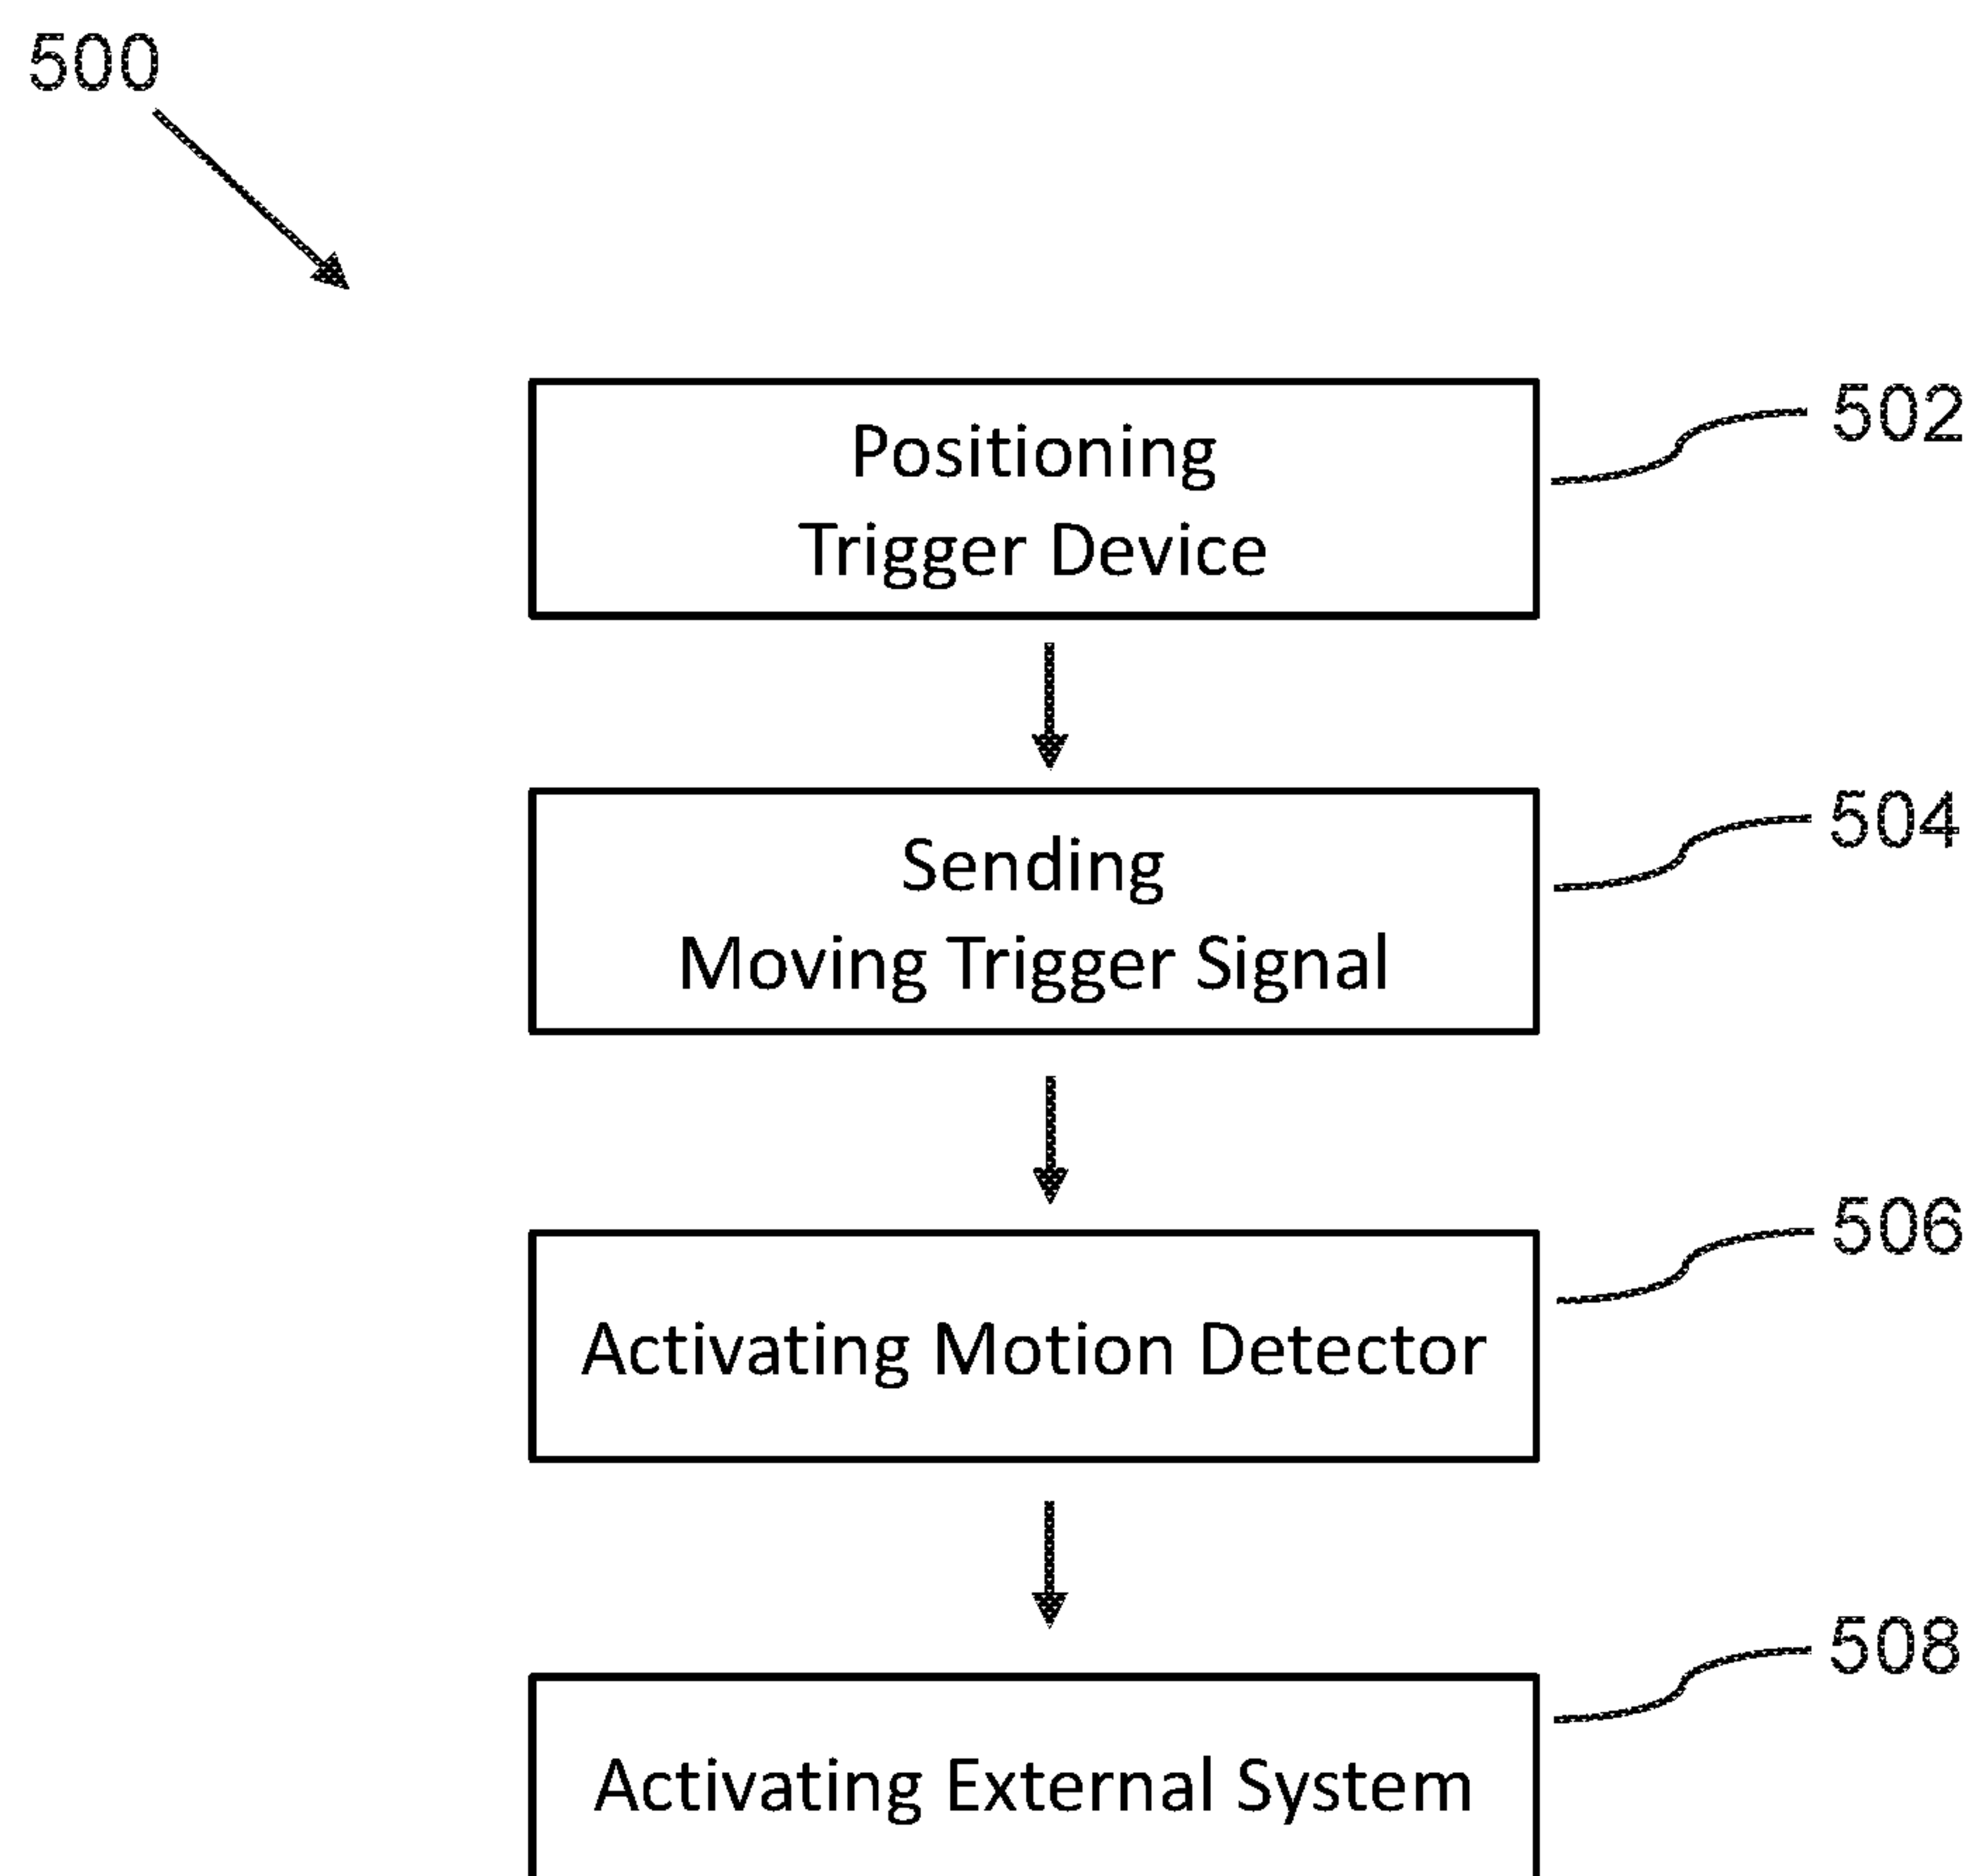 500
Positioning
Trigger Device
502
Sending
Moving Trigger Signal
504
Activating Motion Detector
506
Activating External System
508